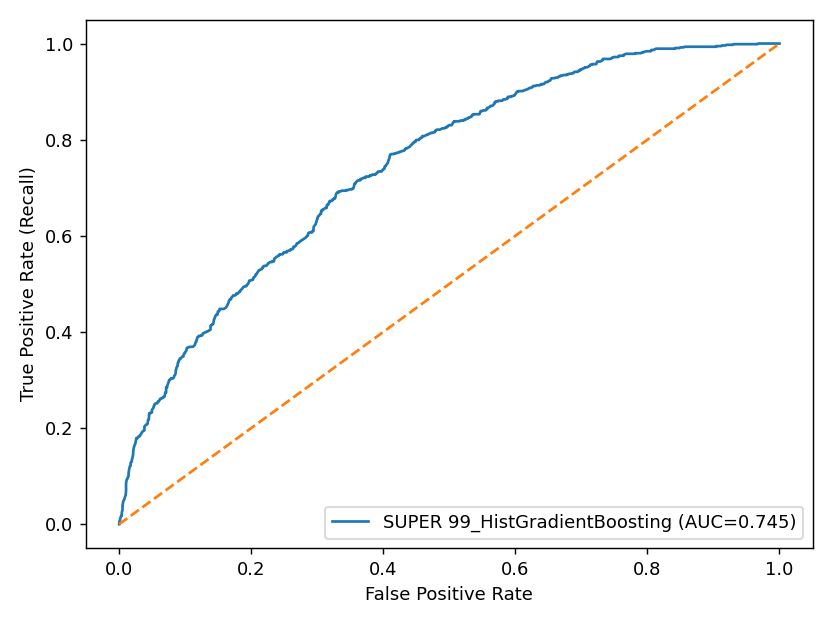 1.0
0.8
0.6
0.4
0.2
0.0
True Positive Rate (Recall)
SUPER 99_HistGradientBoosting (AUC=0.745)
0.0 0.2 0.4 0.6 0.8 1.0
False Positive Rate